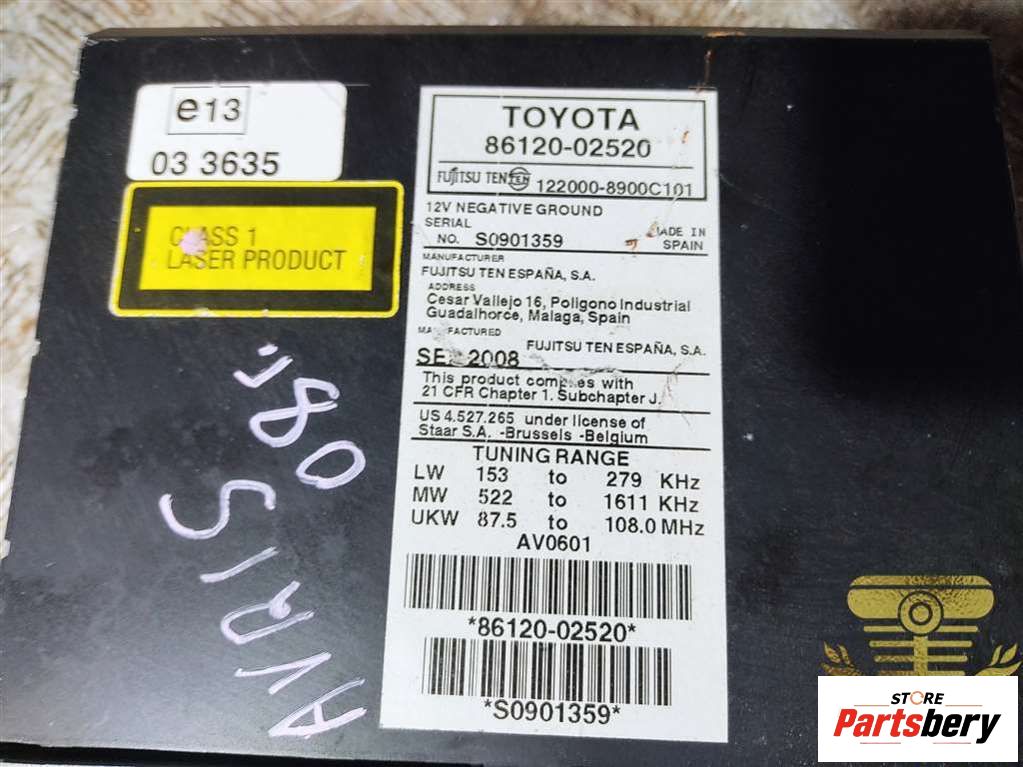 e13
03 3635
CLASS 1
LASER PRODUCT
TOYOTA
86120-02520
FUJITSU TEN TEN 122000-8900C101
12V NEGATIVE GROUND
SERIAL
NO. S0901359
MADE IN
SPAIN
MANUFACTURER
FUJITSU TEN ESPAÑA, S.A.
ADDRESS
Cesar Vallejo 16, Poligono Industrial
Guadalhorce, Malaga, Spain
MANUFACTURED
FUJITSU TEN ESPAÑA, S.A.
2008
This product complies with
21 CFR Chapter 1. Subchapter J.
US 4.527.265 under license of
Staar S.A. -Brussels -Belgium
TUNING RANGE
LW 153 to 279 KHz
MW 522 to 1611 KHz
UKW 87.5 to 108.0 MHz
AV0601
*86120-02520*
*S0901359*
AVRIS
STORE
Partsbery